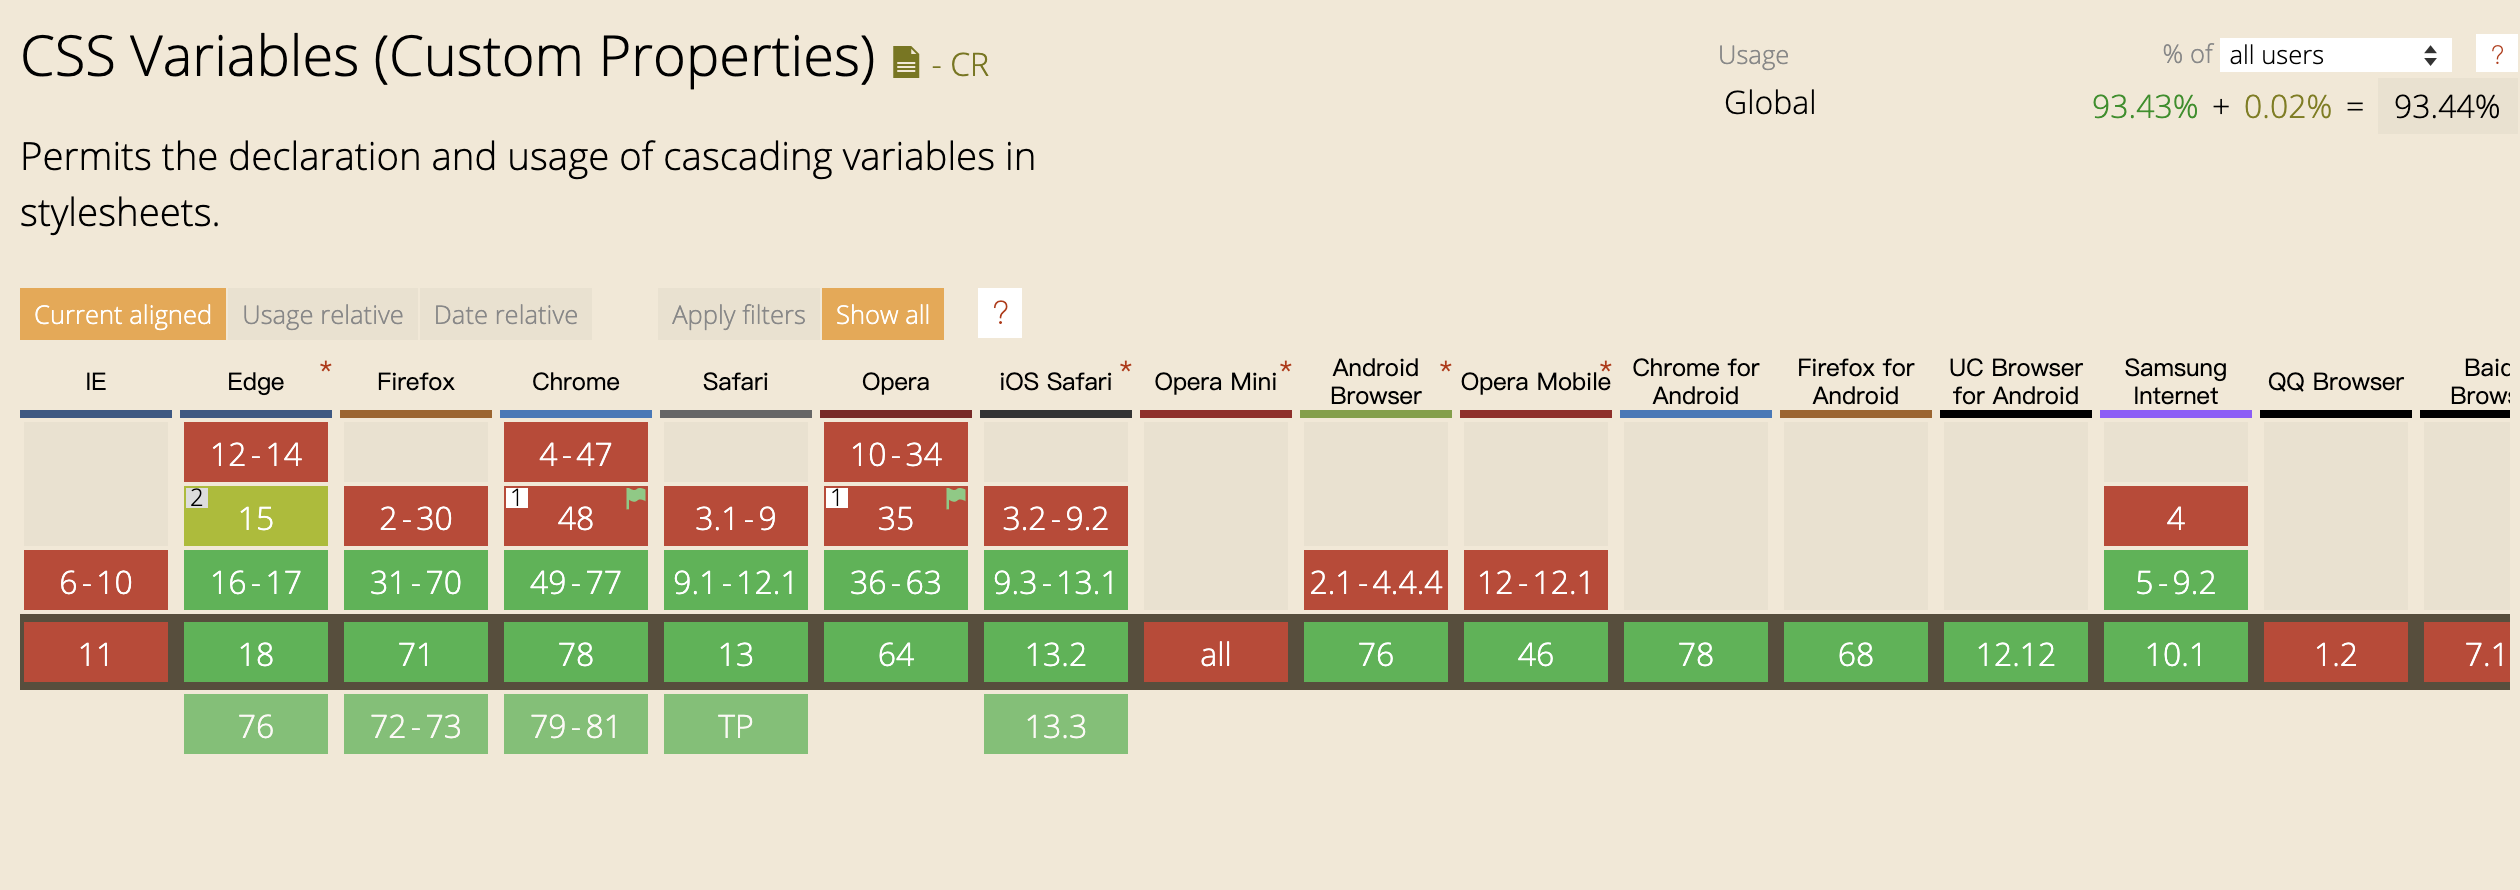 CSS Variables (Custom Properties) - CR
Usage % of all users ?
Global 93.43% + 0.02% = 93.44%
Permits the declaration and usage of cascading variables in
stylesheets.
Current aligned Usage relative Date relative Apply filters Show all ?
IE
Edge *
Firefox
Chrome
Safari
Opera
iOS Safari *
Opera Mini *
Android
Browser *
Opera Mobile *
Chrome for
Android
Firefox for
Android
UC Browser
for Android
Samsung
Internet
QQ Browser
Baid
Brows
12-14 4-47 10-34
2 15 2-30 1 48 3.1-9 1 35 3.2-9.2 4
6-10 16-17 31-70 49-77 9.1-12.1 36-63 9.3-13.1 2.1-4.4.4 12-12.1 5-9.2
11 18 71 78 13 64 13.2 all 76 46 78 68 12.12 10.1 1.2 7.1
76 72-73 79-81 TP 13.3